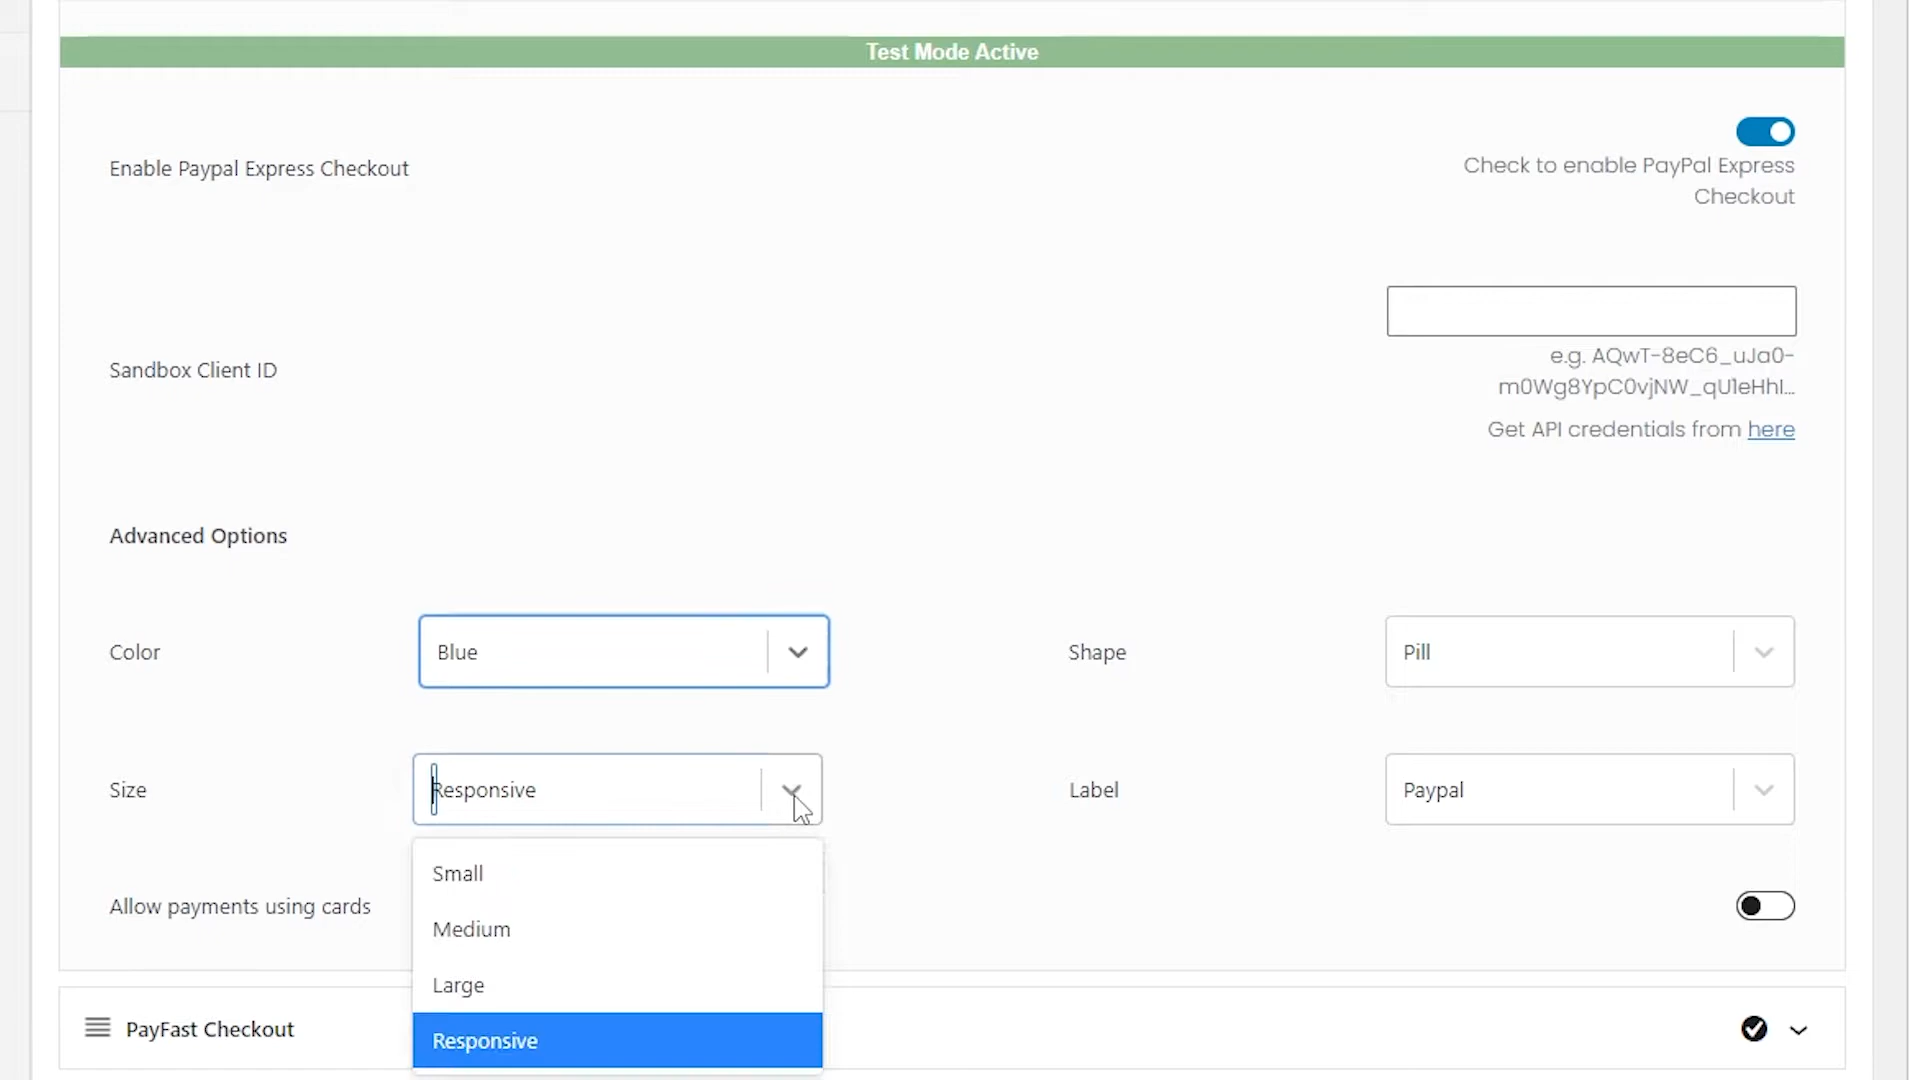 Test Mode Active
Enable Paypal Express Checkout
Check to enable PayPal Express
Checkout
Sandbox Client ID
e.g. AQwT-8eC6_uJa0-
m0Wg8YpC0vjNW_qU1eHhI...
Get API credentials from here
Advanced Options
Color
Blue
Shape
Pill
Size
Responsive
Label
Paypal
Small
Allow payments using cards
Medium
Large
Responsive
PayFast Checkout